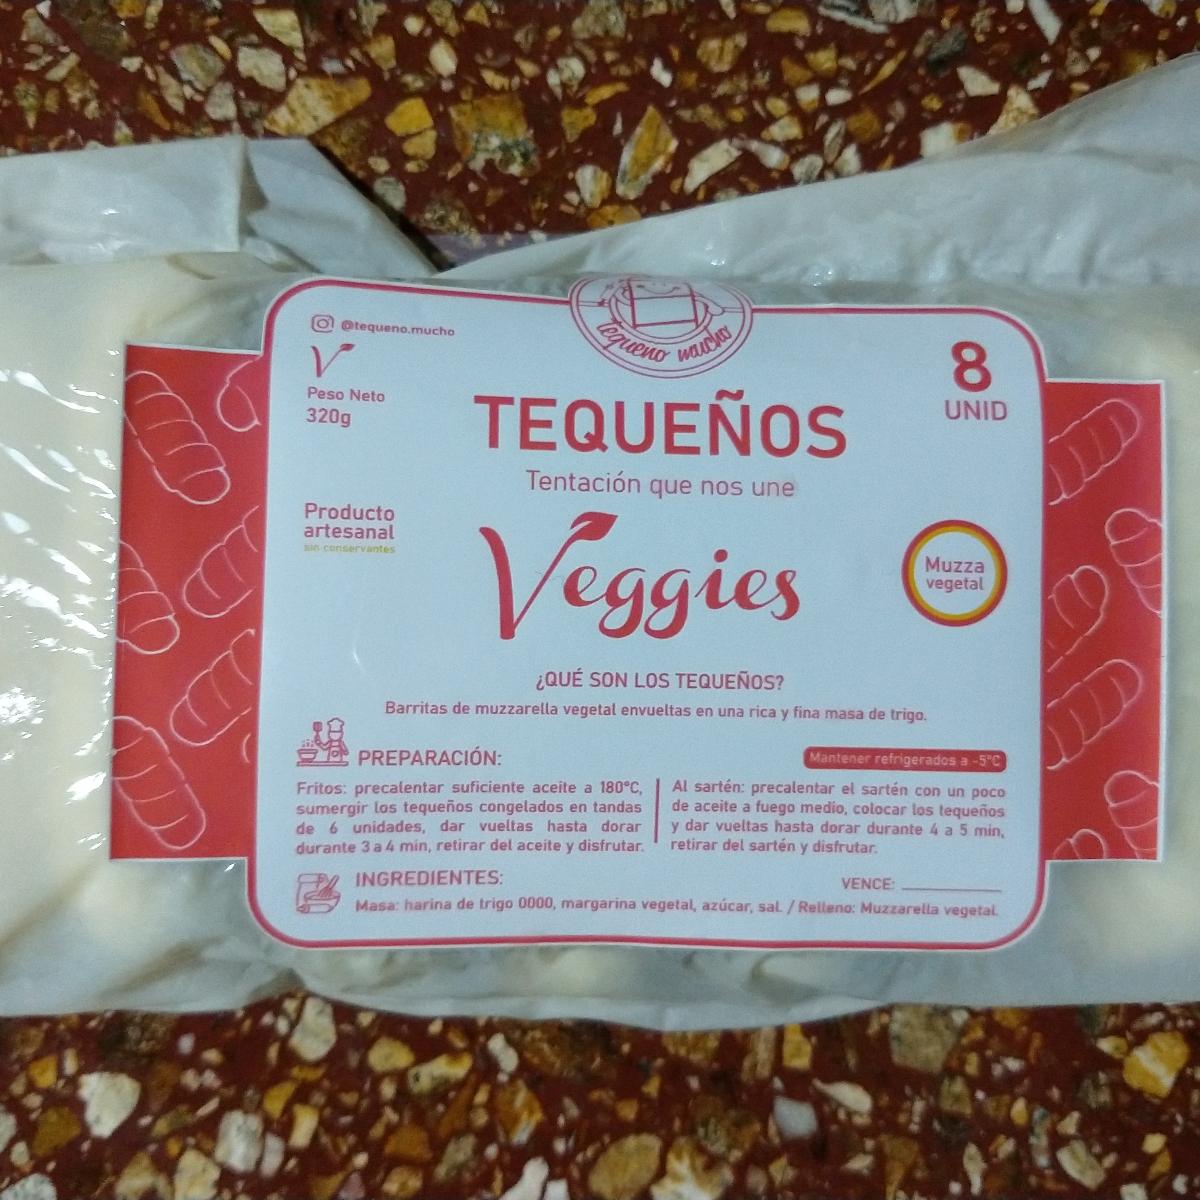 @tequeno.mucho
tequeno mucho
8
UNID
Peso Neto
320g
TEQUEÑOS
Tentación que nos une
Producto
artesanal
sin conservantes
Veggies
Muzza
vegetal
¿QUÉ SON LOS TEQUEÑOS?
Barritas de muzzarella vegetal envueltas en una rica y fina masa de trigo.
PREPARACIÓN:
Mantener refrigerados a -5°C
Fritos: precalentar suficiente aceite a 180°C,
sumergir los tequeños congelados en tandas
de 6 unidades, dar vueltas hasta dorar
durante 3 a 4 min, retirar del aceite y disfrutar.
Al sartén: precalentar el sartén con un poco
de aceite a fuego medio, colocar los tequeños
y dar vueltas hasta dorar durante 4 a 5 min,
retirar del sartén y disfrutar.
INGREDIENTES:
VENCE:
Masa: harina de trigo 0000, margarina vegetal, azúcar, sal. / Relleno: Muzzarella vegetal.